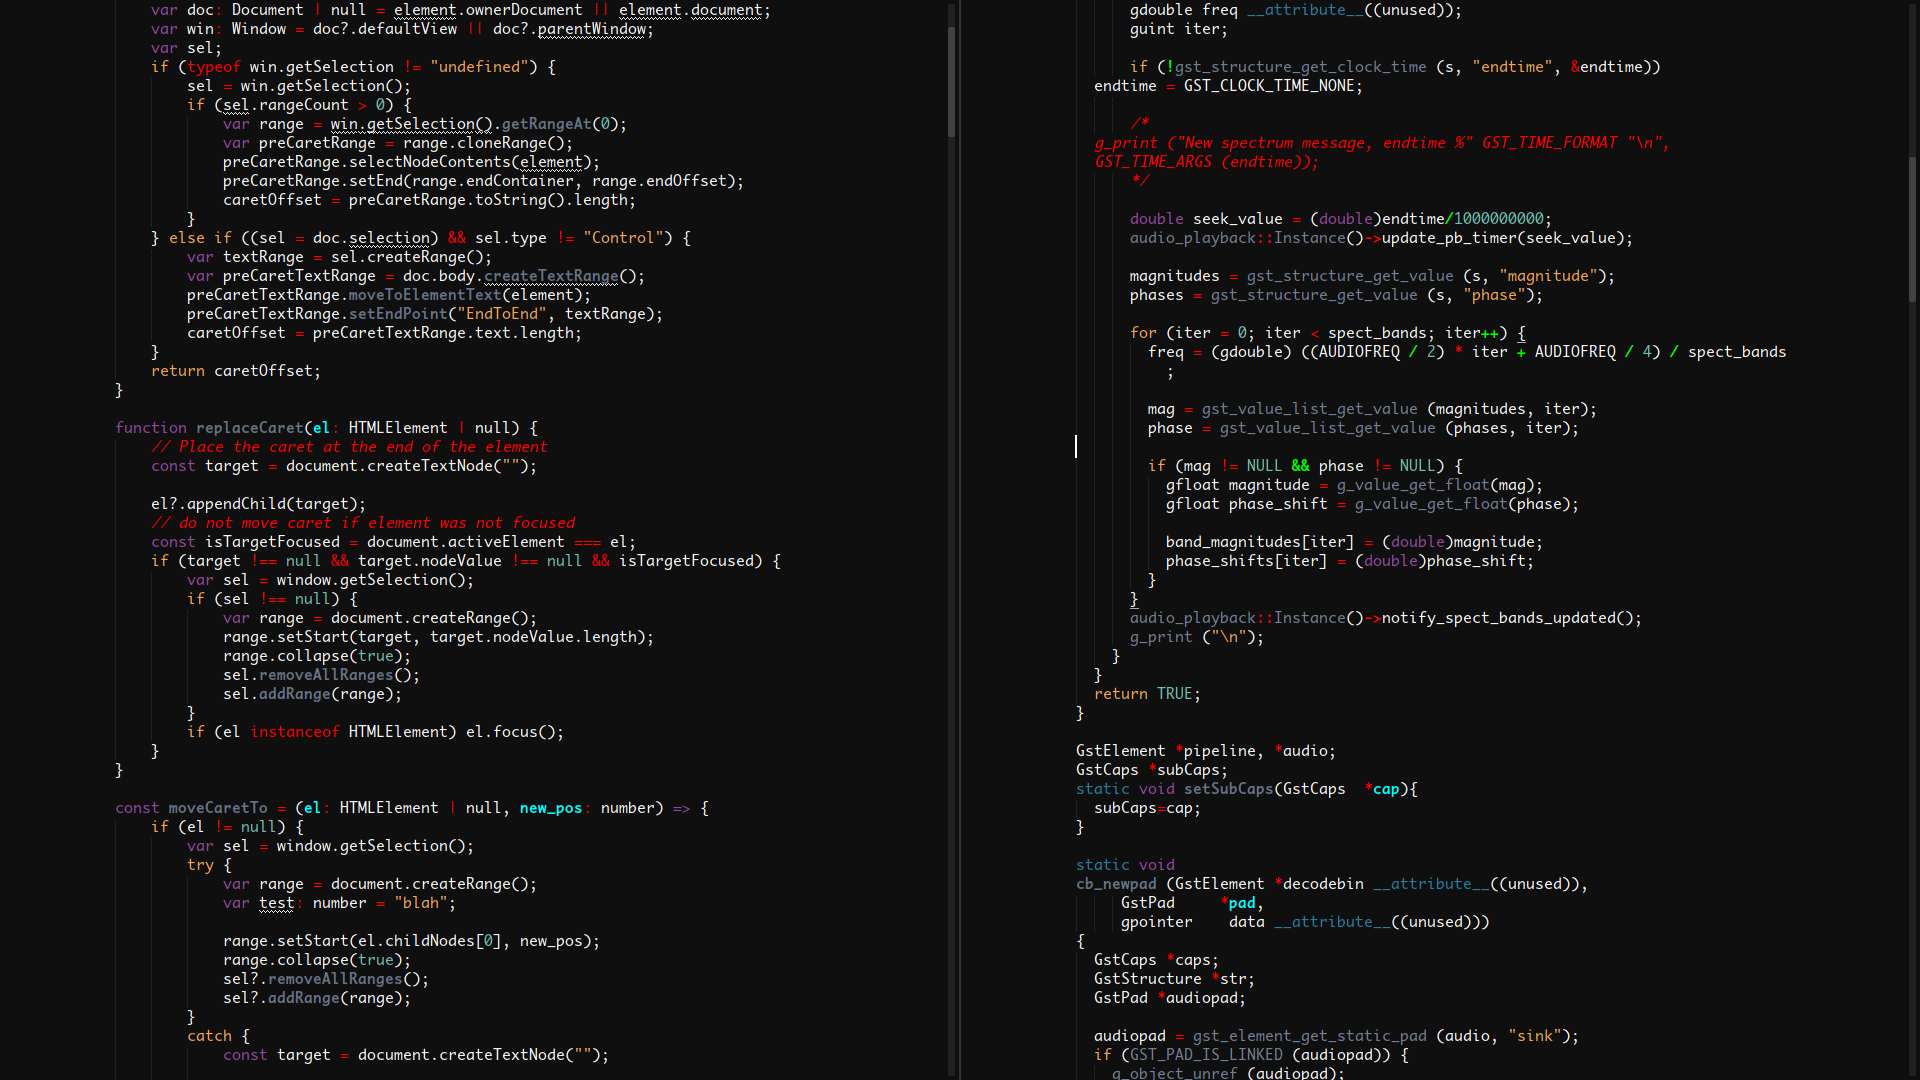 var doc: Document | null = element.ownerDocument || element.document;
var win: Window = doc?.defaultView || doc?.parentWindow;
var sel;
if (typeof win.getSelection != "undefined") {
sel = win.getSelection();
if (sel.rangeCount > 0) {
var range = win.getSelection().getRangeAt(0);
var preCaretRange = range.cloneRange();
preCaretRange.selectNodeContents(element);
preCaretRange.setEnd(range.endContainer, range.endOffset);
caretOffset = preCaretRange.toString().length;
}
} else if ((sel = doc.selection) && sel.type != "Control") {
var textRange = sel.createRange();
var preCaretTextRange = doc.body.createTextRange();
preCaretTextRange.moveToElementText(element);
preCaretTextRange.setEndPoint("EndToEnd", textRange);
caretOffset = preCaretTextRange.text.length;
}
return caretOffset;
}
function replaceCaret(el: HTMLElement | null) {
// Place the caret at the end of the element
const target = document.createTextNode("");
el?.appendChild(target);
// do not move caret if element was not focused
const isTargetFocused = document.activeElement === el;
if (target !== null && target.nodeValue !== null && isTargetFocused) {
var sel = window.getSelection();
if (sel !== null) {
var range = document.createRange();
range.setStart(target, target.nodeValue.length);
range.collapse(true);
sel.removeAllRanges();
sel.addRange(range);
}
if (el instanceof HTMLElement) el.focus();
}
}
const moveCaretTo = (el: HTMLElement | null, new_pos: number) => {
if (el != null) {
var sel = window.getSelection();
try {
var range = document.createRange();
var test: number = "blah";
range.setStart(el.childNodes[0], new_pos);
range.collapse(true);
sel?.removeAllRanges();
sel?.addRange(range);
}
catch {
const target = document.createTextNode("");
gdouble freq __attribute__((unused));
guint iter;
if (!gst_structure_get_clock_time (s, "endtime", &endtime))
endtime = GST_CLOCK_TIME_NONE;
/*
g_print ("New spectrum message, endtime %" GST_TIME_FORMAT "\n",
GST_TIME_ARGS (endtime));
*/
double seek_value = (double)endtime/1000000000;
audio_playback::Instance()->update_pb_timer(seek_value);
magnitudes = gst_structure_get_value (s, "magnitude");
phases = gst_structure_get_value (s, "phase");
for (iter = 0; iter < spect_bands; iter++) {
freq = (gdouble) ((AUDIOFREQ / 2) * iter + AUDIOFREQ / 4) / spect_bands
;
mag = gst_value_list_get_value (magnitudes, iter);
phase = gst_value_list_get_value (phases, iter);
if (mag != NULL && phase != NULL) {
gfloat magnitude = g_value_get_float(mag);
gfloat phase_shift = g_value_get_float(phase);
band_magnitudes[iter] = (double)magnitude;
phase_shifts[iter] = (double)phase_shift;
}
}
audio_playback::Instance()->notify_spect_bands_updated();
g_print ("\n");
}
}
return TRUE;
}
GstElement *pipeline, *audio;
GstCaps *subCaps;
static void setSubCaps(GstCaps  *cap){
subCaps=cap;
}
static void
cb_newpad (GstElement *decodebin __attribute__((unused)),
GstPad     *pad,
gpointer    data __attribute__((unused)))
{
GstCaps *caps;
GstStructure *str;
GstPad *audiopad;
audiopad = gst_element_get_static_pad (audio, "sink");
if (GST_PAD_IS_LINKED (audiopad)) {
g_object_unref (audiopad);